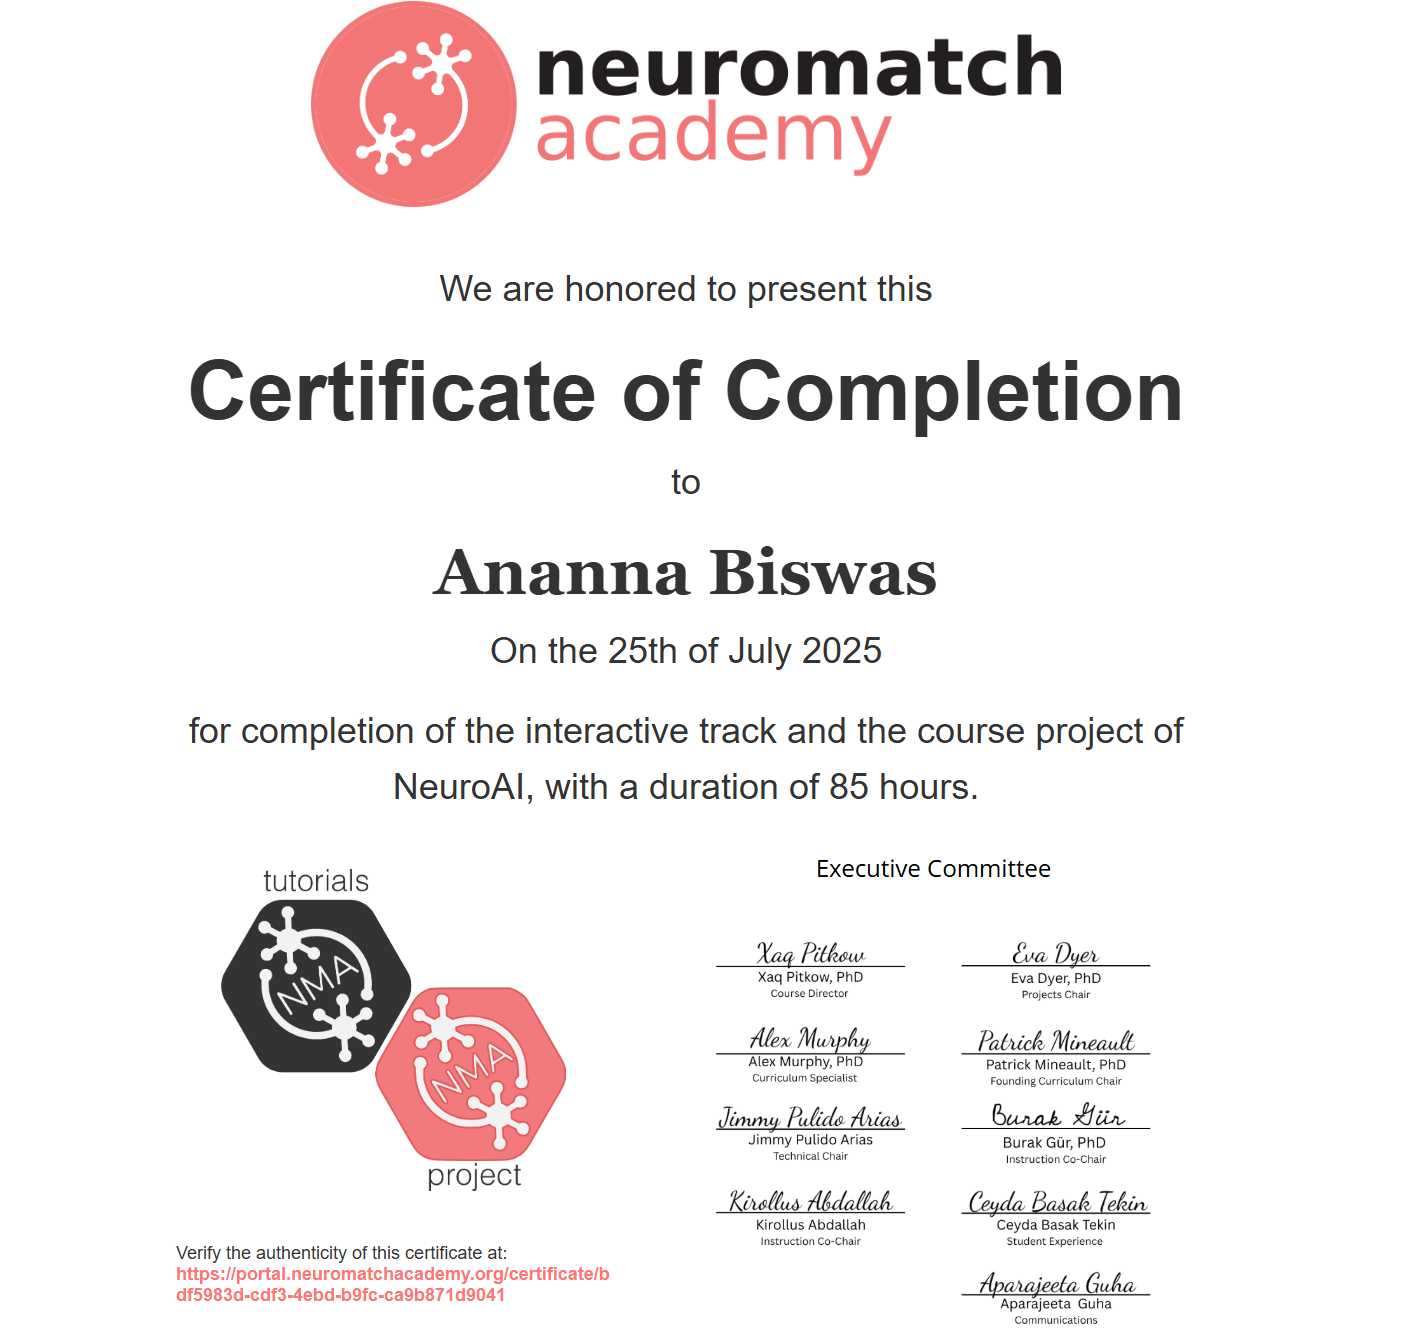 neuromatch
academy
We are honored to present this
Certificate of Completion
to
Ananna Biswas
On the 25th of July 2025
for completion of the interactive track and the course project of
NeuroAI, with a duration of 85 hours.
tutorials
NMA
NMA
project
Executive Committee
Xaq Pitkow
Xaq Pitkow, PhD
Course Director
Eva Dyer
Eva Dyer, PhD
Projects Chair
Alex Murphy
Alex Murphy, PhD
Curriculum Specialist
Patrick Mineault
Patrick Mineault, PhD
Founding Curriculum Chair
Jimmy Pulido Arias
Jimmy Pulido Arias
Technical Chair
Burak Gür
Burak Gür, PhD
Instruction Co-Chair
Kirollus Abdallah
Kirollus Abdallah
Instruction Co-Chair
Ceyda Basak Tekin
Ceyda Basak Tekin
Student Experience
Aparajeeta Guha
Aparajeeta Guha
Communications
Verify the authenticity of this certificate at:
https://portal.neuromatchacademy.org/certificate/b
df5983d-cdf3-4ebd-b9fc-ca9b871d9041